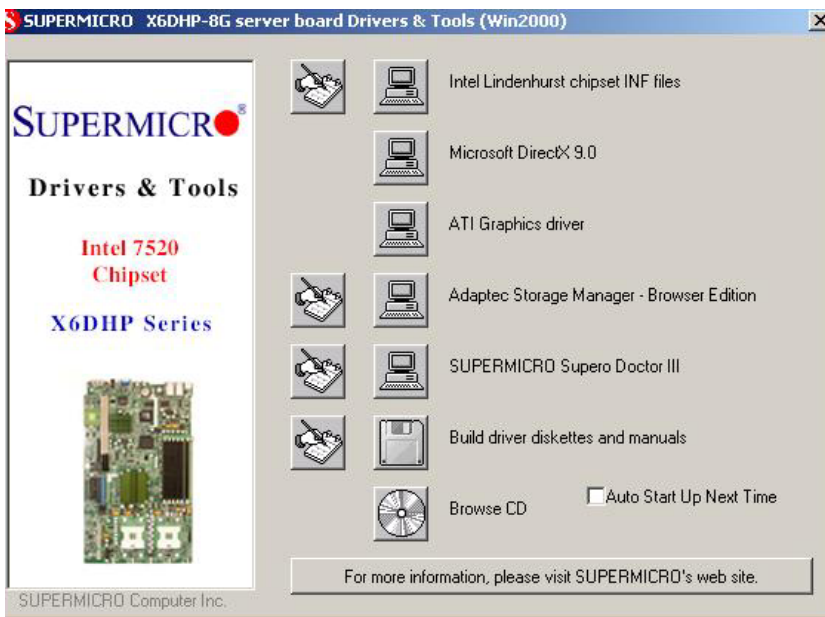 SUPERMICRO X6DHP-8G server board Drivers & Tools (Win2000)
SUPERMICRO®
Drivers & Tools
Intel 7520
Chipset
X6DHP Series
SUPERMICRO Computer Inc.
Intel Lindenhurst chipset INF files
Microsoft DirectX 9.0
ATI Graphics driver
Adaptec Storage Manager - Browser Edition
SUPERMICRO Supero Doctor III
Build driver diskettes and manuals
Browse CD
Auto Start Up Next Time
For more information, please visit SUPERMICRO's web site.